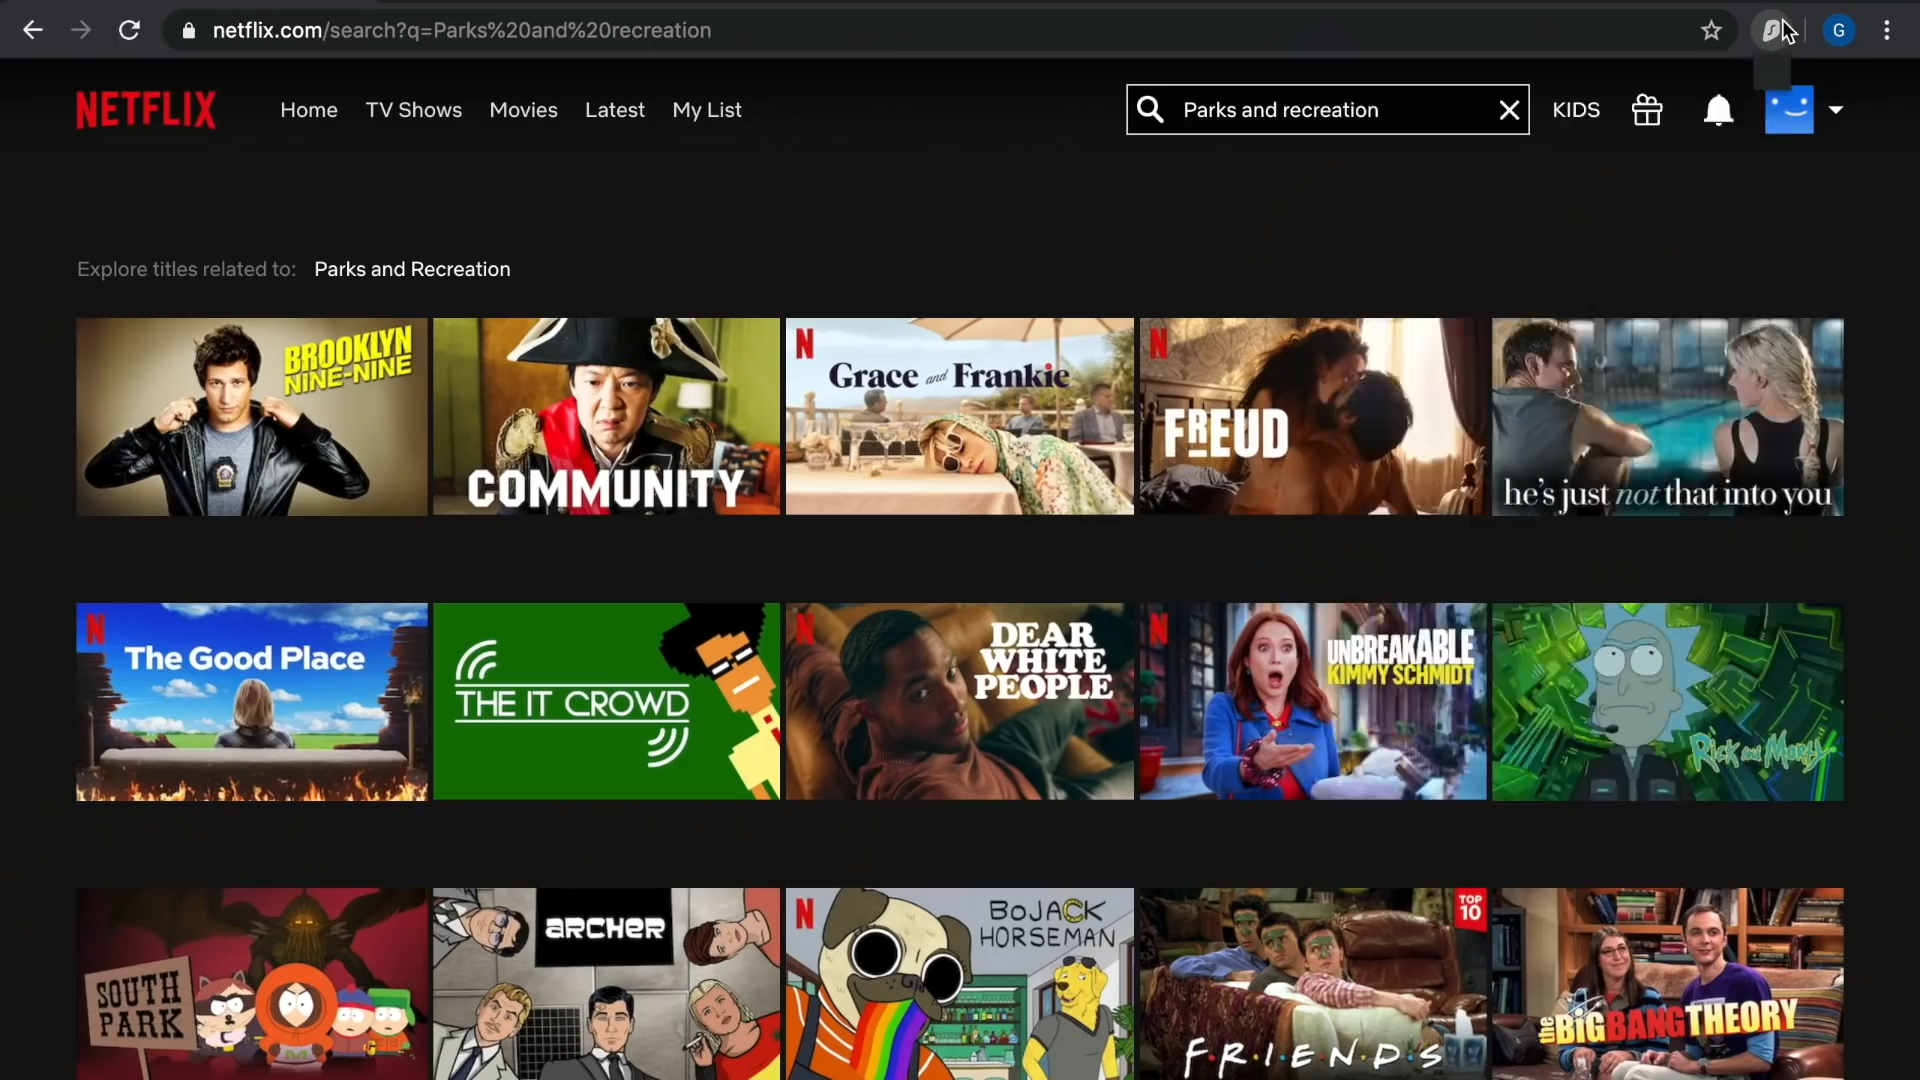 netflix.com/search?q=Parks%20and%20recreation
G
NETFLIX
Home
TV Shows
Movies
Latest
My List
Parks and recreation
KIDS
Explore titles related to: Parks and Recreation
BROOKLYN
NINE-NINE
COMMUNITY
N
Grace and Frankie
N
FREUD
he's just not that into you
N
The Good Place
THE IT CROWD
N
DEAR
WHITE
PEOPLE
N
UNBREAKABLE
KIMMY SCHMIDT
Rick and Morty
SOUTH
PARK
M
ARCHER
N
BOJACK
HORSEMAN
TOP
10
F·R·I·E·N·D·S
the BIG BANG THEORY